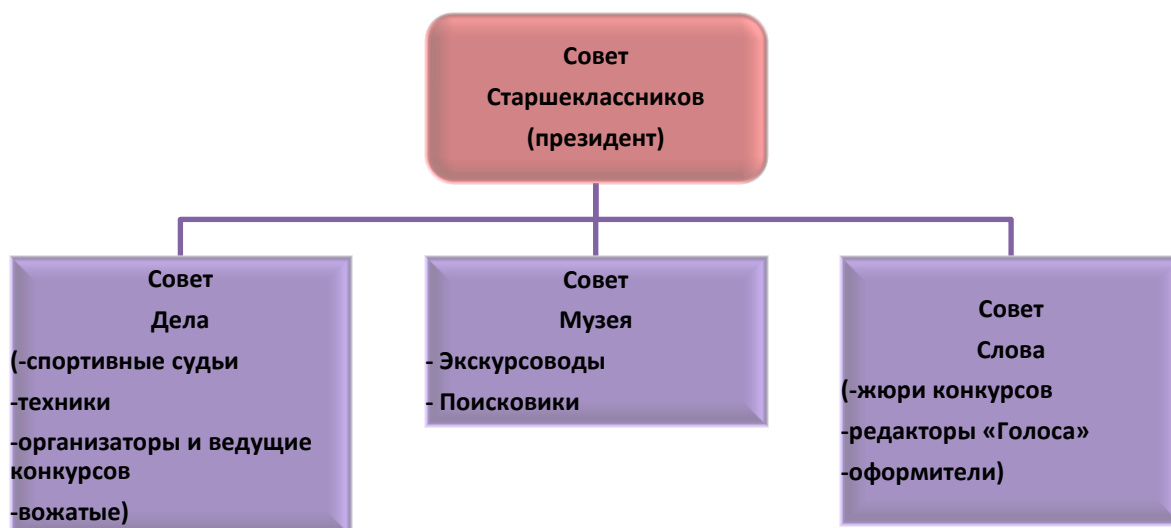 Совет
Старшеклассников
(президент)
Совет
Дела
(-спортивные судьи
-техники
-организаторы и ведущие
конкурсов
-вожатые)
Совет
Музея
- Экскурсоводы
- Поисковики
Совет
Слова
(-жюри конкурсов
-редакторы «Голоса»
-оформители)